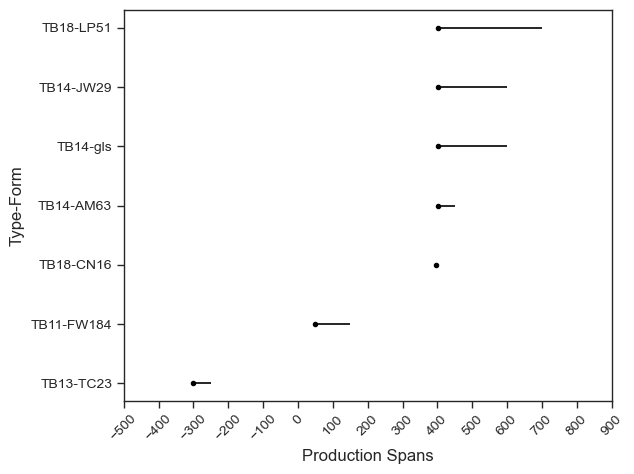 TB18-LP51
TB14-JW29
TB14-gls
TB14-AM63
TB18-CN16
TB11-FW184
TB13-TC23
Type-Form
−500 −400 −300 −200 −100 0 100 200 300 400 500 600 700 800 900
Production Spans